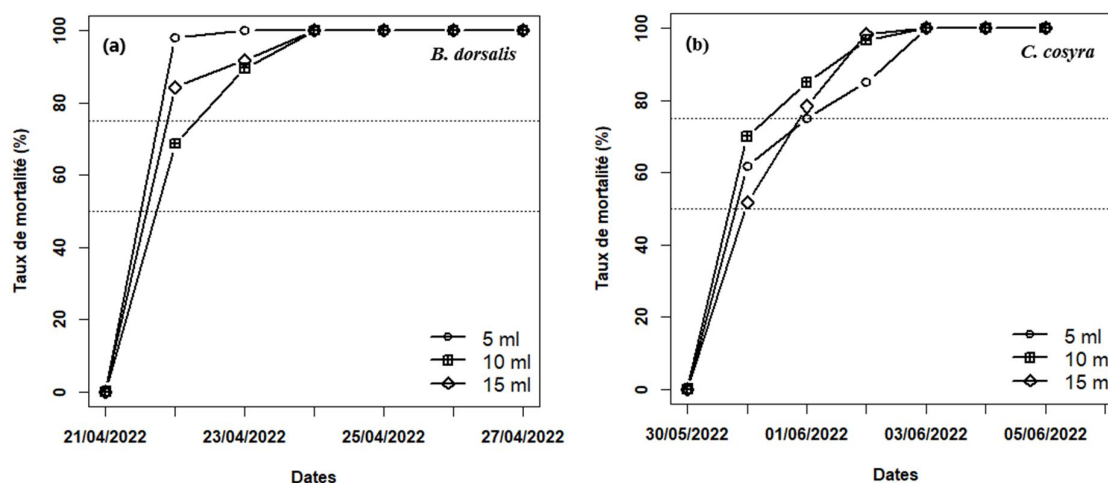 (a)
B. dorsalis
Taux de mortalité (%)
100
80
60
40
20
0
5 ml
10 ml
15 ml
21/04/2022
23/04/2022
25/04/2022
27/04/2022
Dates
(b)
C. cosyra
Taux de mortalité (%)
100
80
60
40
20
0
5 ml
10 m
15 m
30/05/2022
01/06/2022
03/06/2022
05/06/2022
Dates